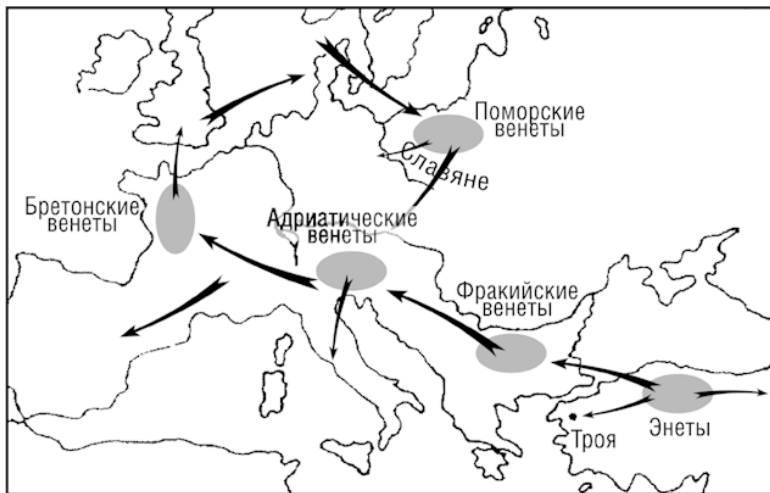 Поморские
венеты
Славяне
Бретонские
венеты
Адриатические
венеты
Фракийские
венеты
Троя
Энеты